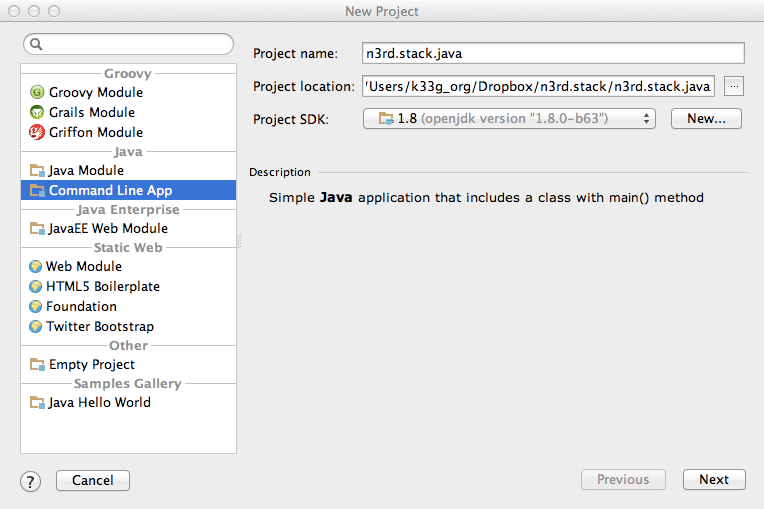 New Project
Groovy
Groovy Module
Grails Module
Griffon Module
Java
Java Module
Command Line App
Java Enterprise
JavaEE Web Module
Static Web
Web Module
HTML5 Boilerplate
Foundation
Twitter Bootstrap
Other
Empty Project
Samples Gallery
Java Hello World
Project name: n3rd.stack.java
Project location: 'Users/k33g_org/Dropbox/n3rd.stack/n3rd.stack.java ...
Project SDK: 1.8 (openjdk version "1.8.0-b63") New...
Description
Simple Java application that includes a class with main() method
? Cancel Previous Next